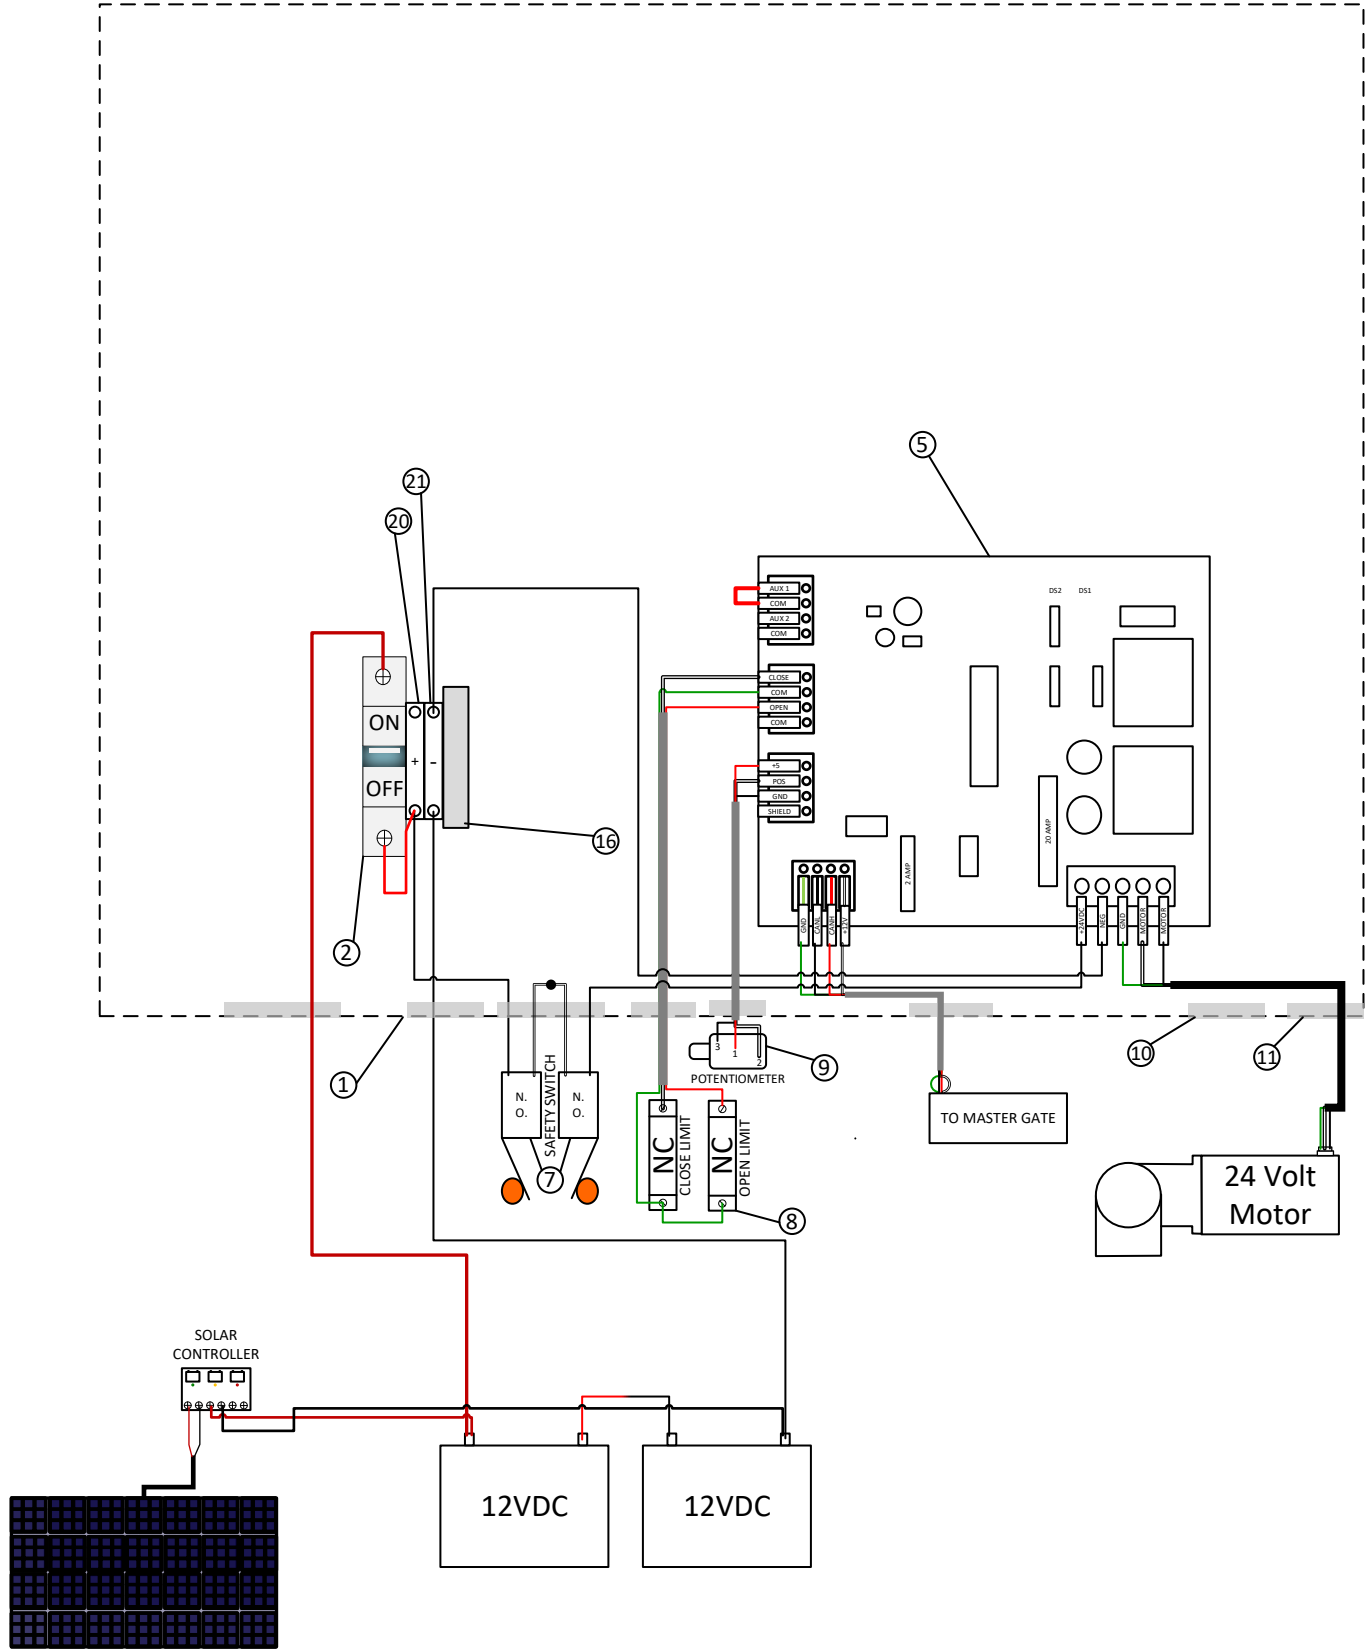 5
21
20
AUX 1
COM
AUX 2
COM
DS2
DS1
CLOSE
COM
OPEN
COM
ON
OFF
+
-
+5
POS
GND
SHIELD
16
2 AMP
20 AMP
2
GND
CANL
CANH
+12V
+24VDC
NEG
GND
MOTOR
MOTOR
1
10
11
3
1
2
9
POTENTIOMETER
N.
O.
SAFETY SWITCH
N.
O.
7
NC
CLOSE LIMIT
NC
OPEN LIMIT
8
TO MASTER GATE
24 Volt
Motor
SOLAR
CONTROLLER
12VDC
12VDC